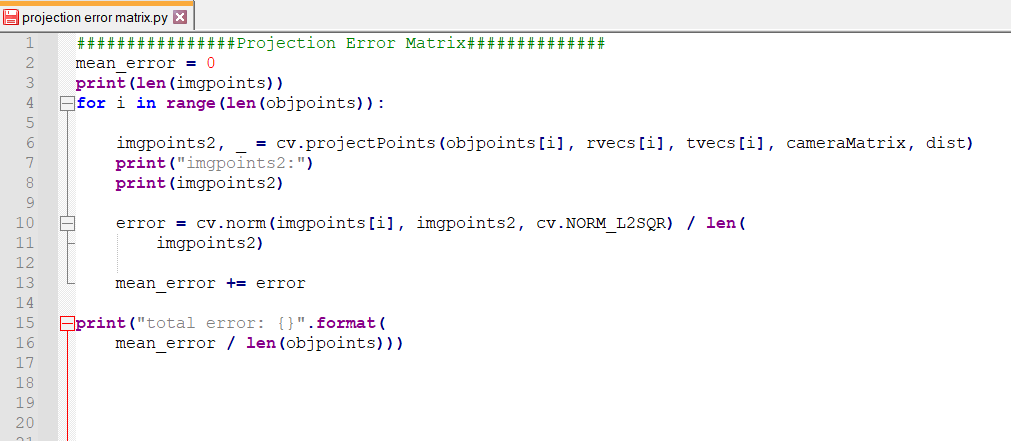 projection error matrix.py
1 ################Projection Error Matrix##############
2 mean_error = 0
3 print(len(imgpoints))
4 for i in range(len(objpoints)):
5
6     imgpoints2, _ = cv.projectPoints(objpoints[i], rvecs[i], tvecs[i], cameraMatrix, dist)
7     print("imgpoints2:")
8     print(imgpoints2)
9
10     error = cv.norm(imgpoints[i], imgpoints2, cv.NORM_L2SQR) / len(
11         imgpoints2)
12
13     mean_error += error
14
15 print("total error: {}".format(
16     mean_error / len(objpoints)))
17
18
19
20
21